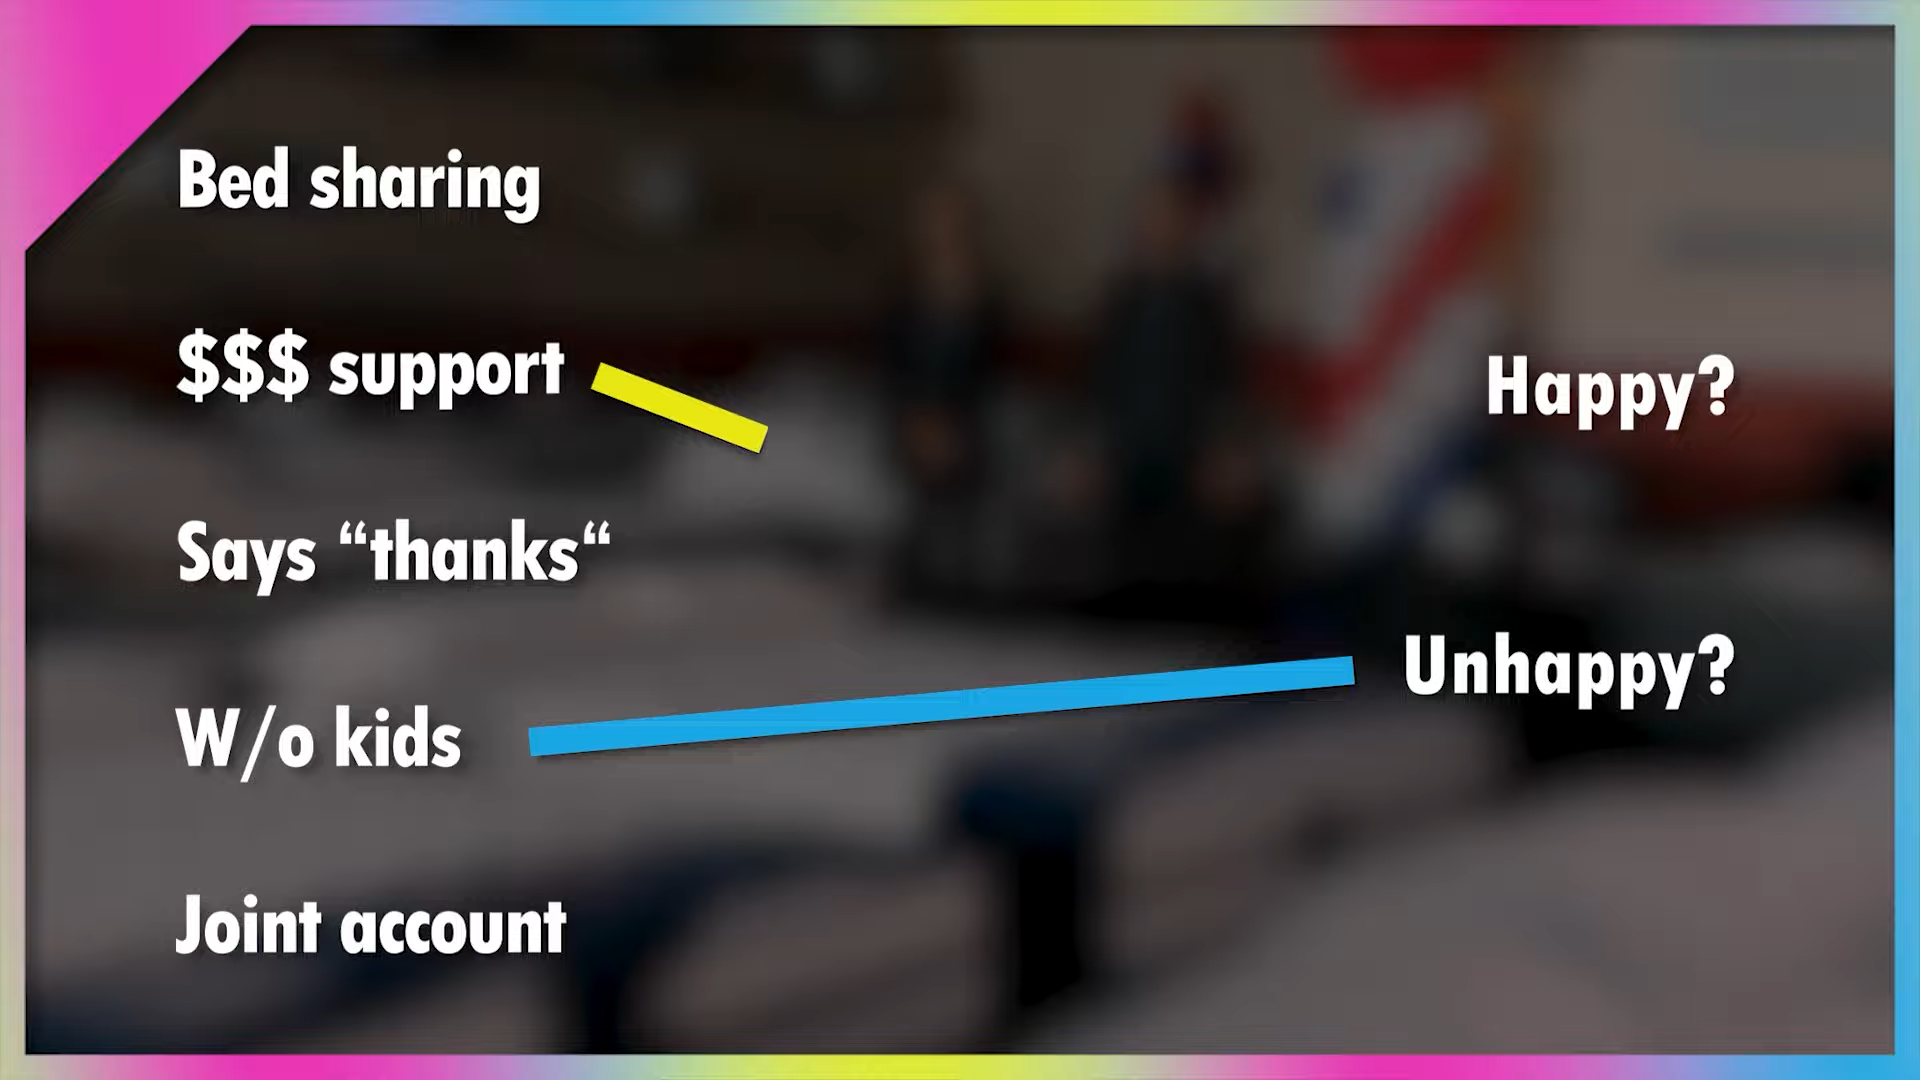 Bed sharing
$$$ support
Happy?
Says “thanks“
Unhappy?
W/o kids
Joint account